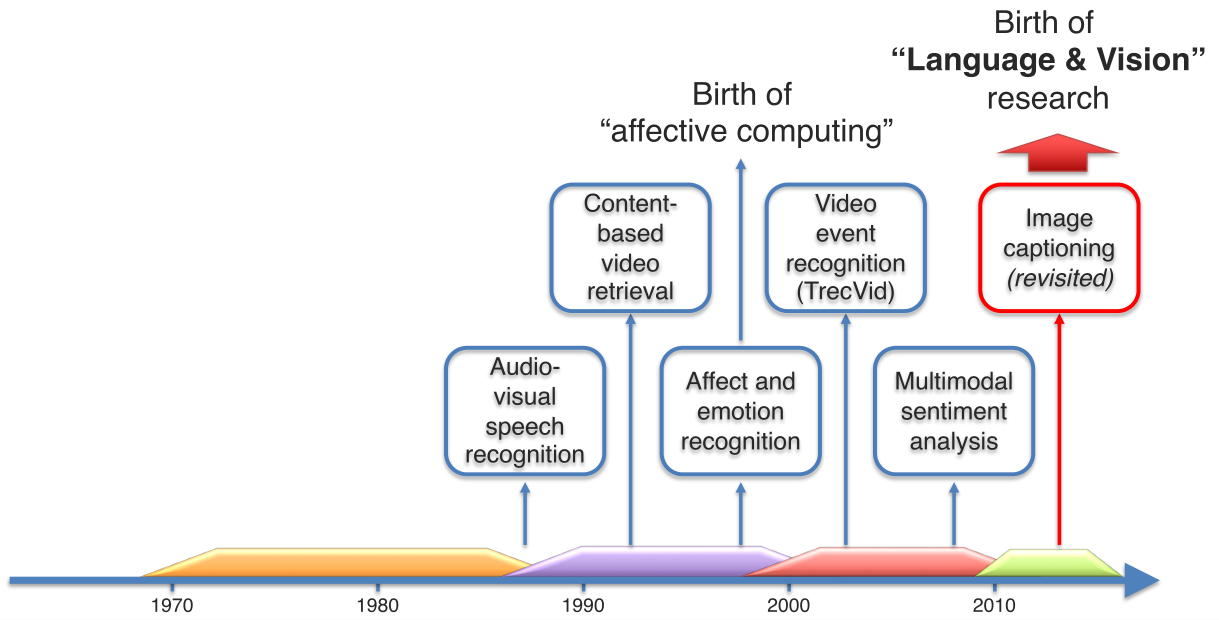 Birth of
“Language & Vision”
research
Birth of
“affective computing”
Content-
based
video
retrieval
Video
event
recognition
(TrecVid)
Image
captioning
(revisited)
Audio-
visual
speech
recognition
Affect and
emotion
recognition
Multimodal
sentiment
analysis
1970
1980
1990
2000
2010